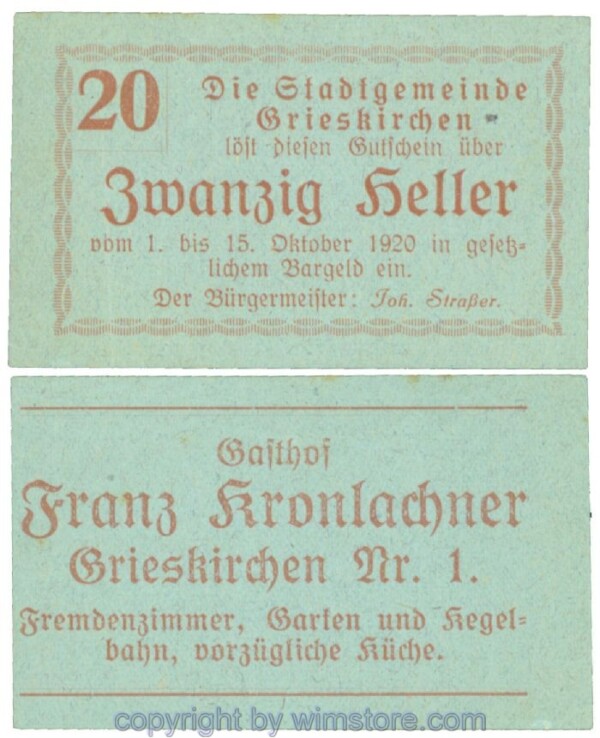 20
Die Stadtgemeinde
Grieskirchen
löst diesen Gutschein über
Zwanzig Heller
vom 1. bis 15. Oktober 1920 in gesetz-
lichem Bargeld ein.
Der Bürgermeister: Joh. Straßer.
Gasthof
Franz Kronlachner
Grieskirchen Nr. 1.
Fremdenzimmer, Garten und Kegel-
bahn, vorzügliche Küche.
copyright by wimstore.com